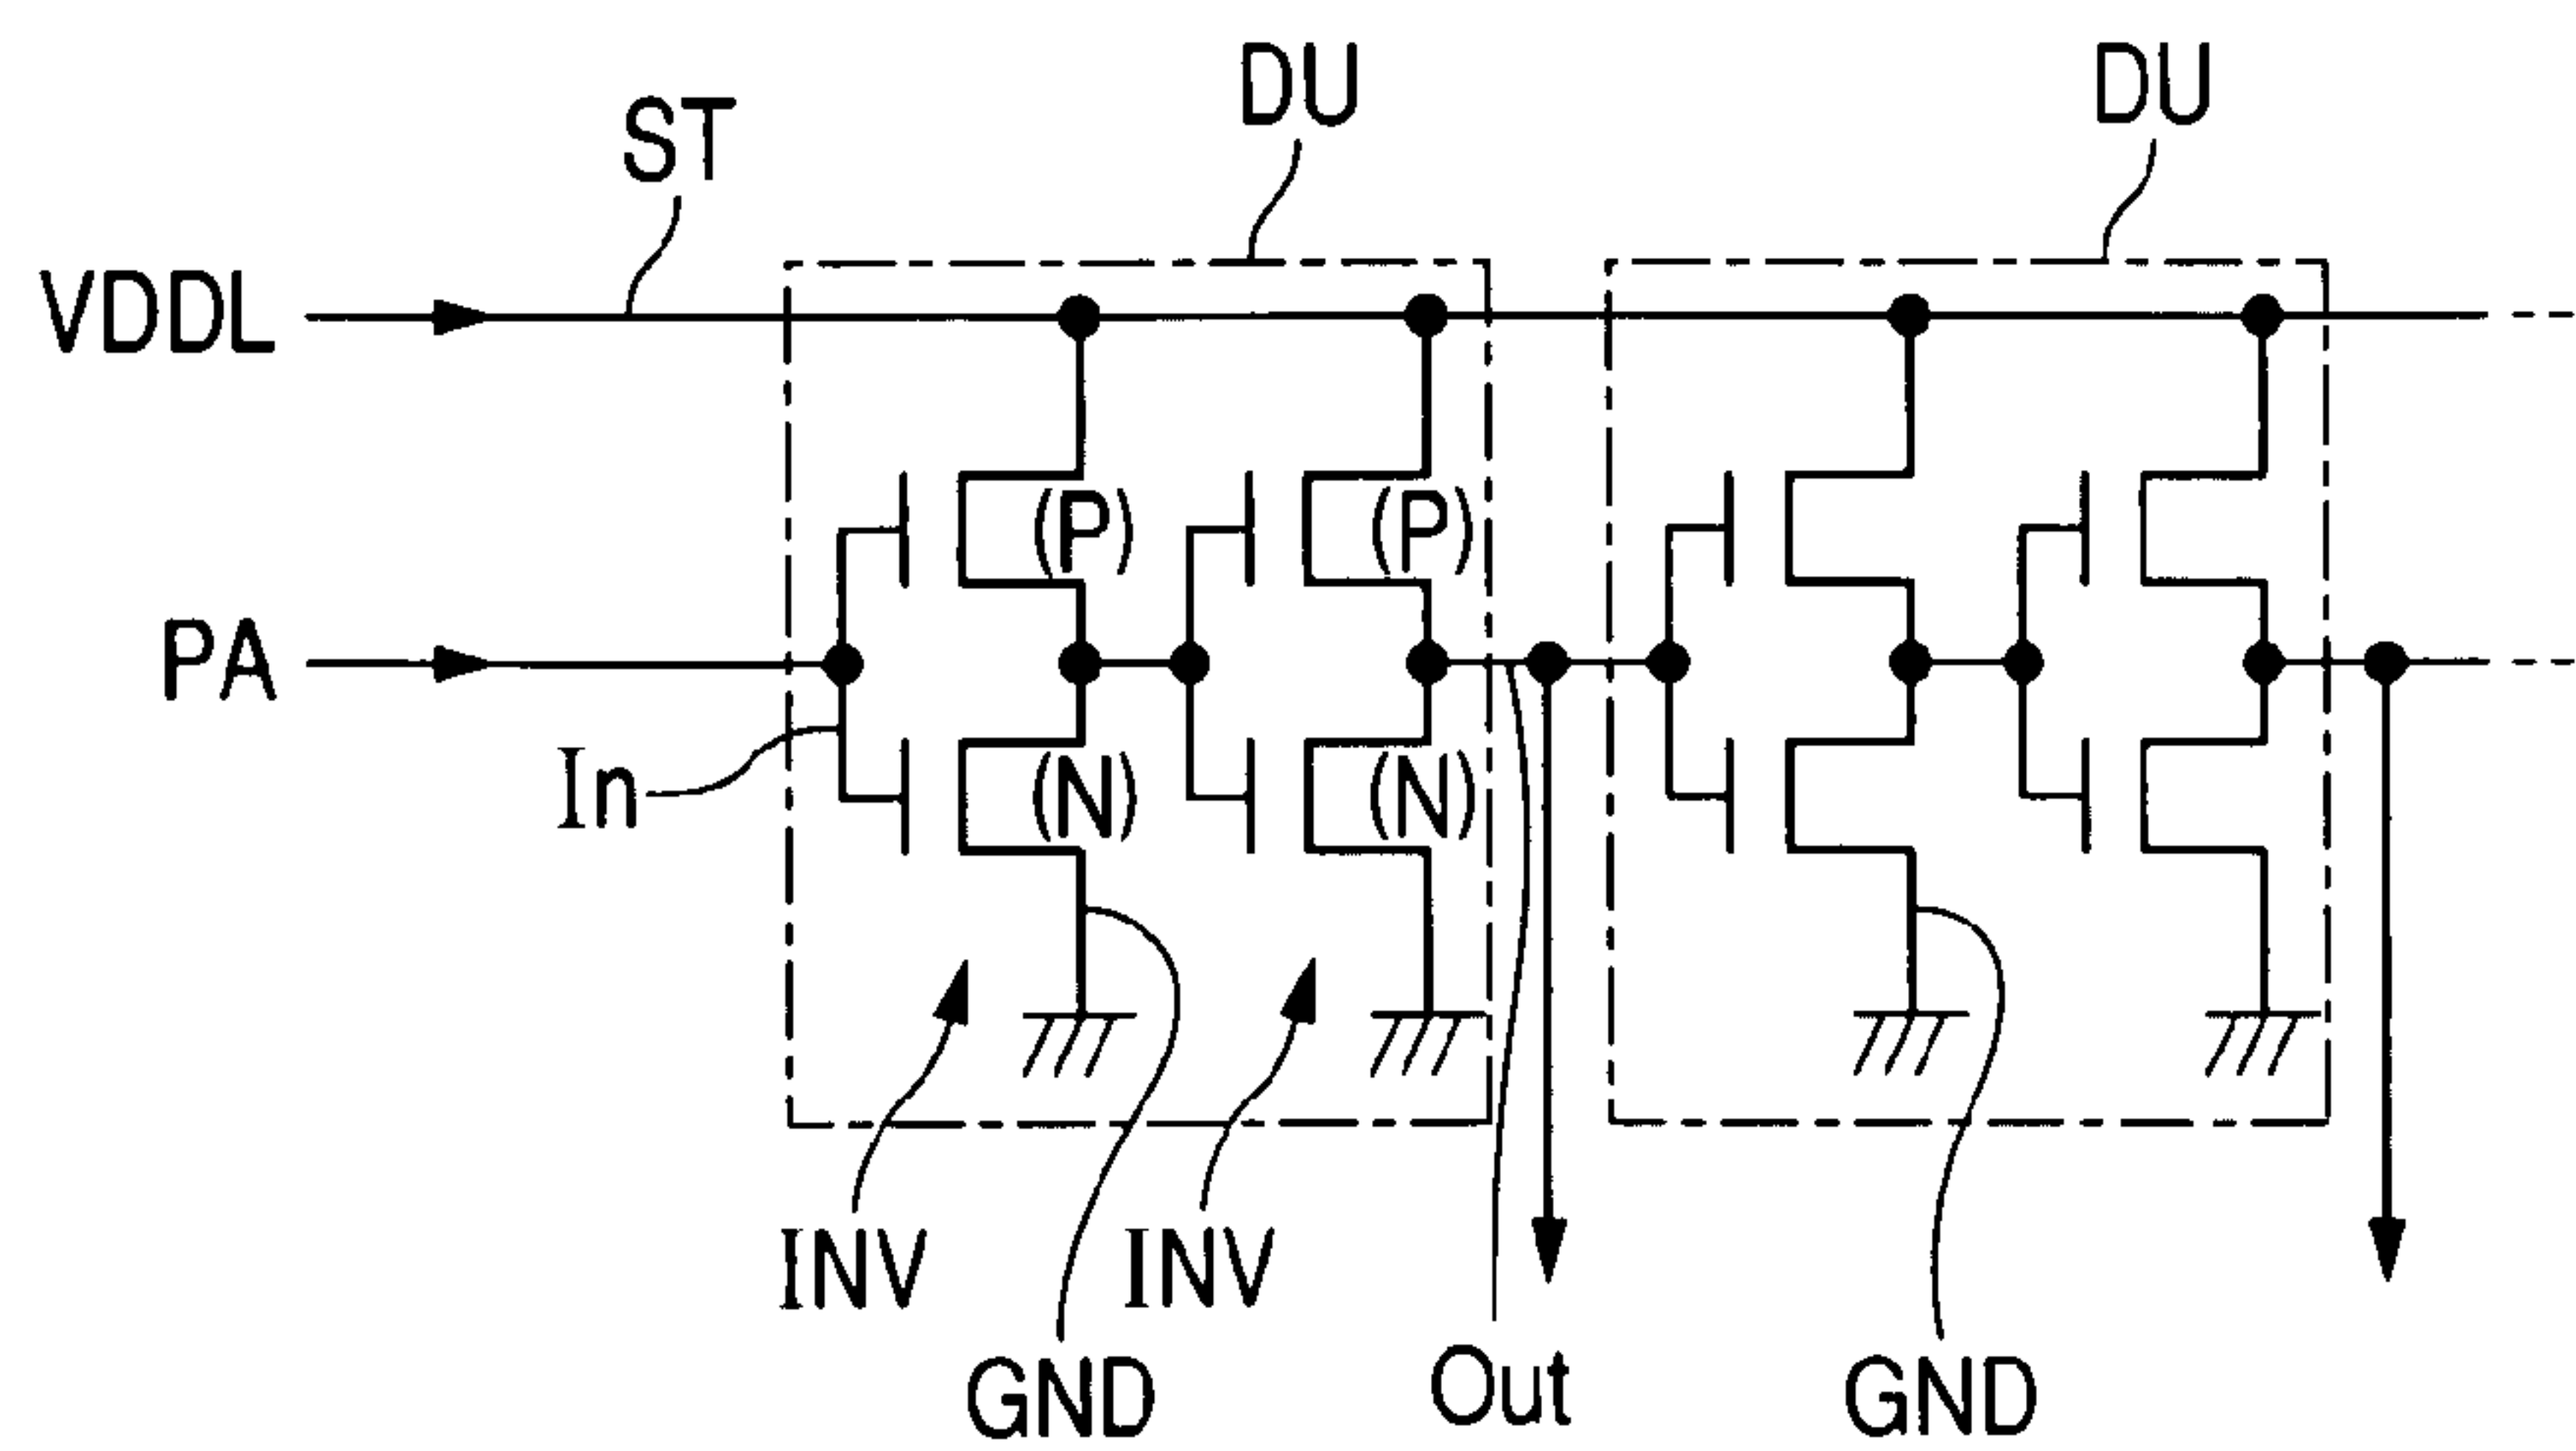 DU
DU
ST
VDDL
(P)
(P)
PA
In
(N)
(N)
INV
INV
GND
Out
GND